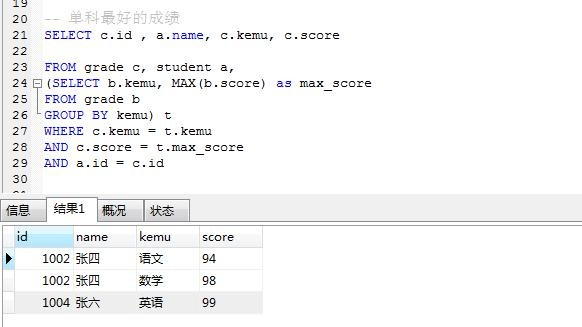 19
20 -- 单科最好的成绩
21 SELECT c.id , a.name, c.kemu, c.score
22
23 FROM grade c, student a,
24 (SELECT b.kemu, MAX(b.score) as max_score
25 FROM grade b
26 GROUP BY kemu) t
27 WHERE c.kemu = t.kemu
28 AND c.score = t.max_score
29 AND a.id = c.id
30
信息 结果1 概况 状态
id name kemu score
1002 张四 语文 94
1002 张四 数学 98
1004 张六 英语 99